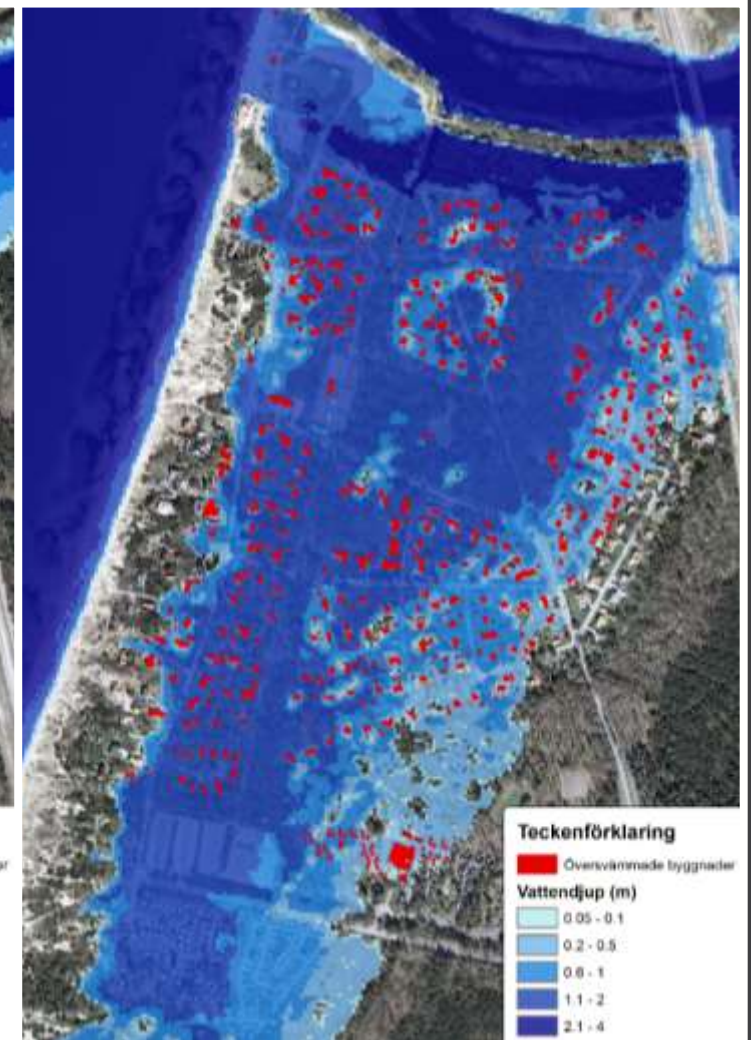 Teckenförklaring
Översvämmade byggnader
Vattendjup (m)
0.05 - 0.1
0.2 - 0.5
0.6 - 1
1.1 - 2
2.1 - 4